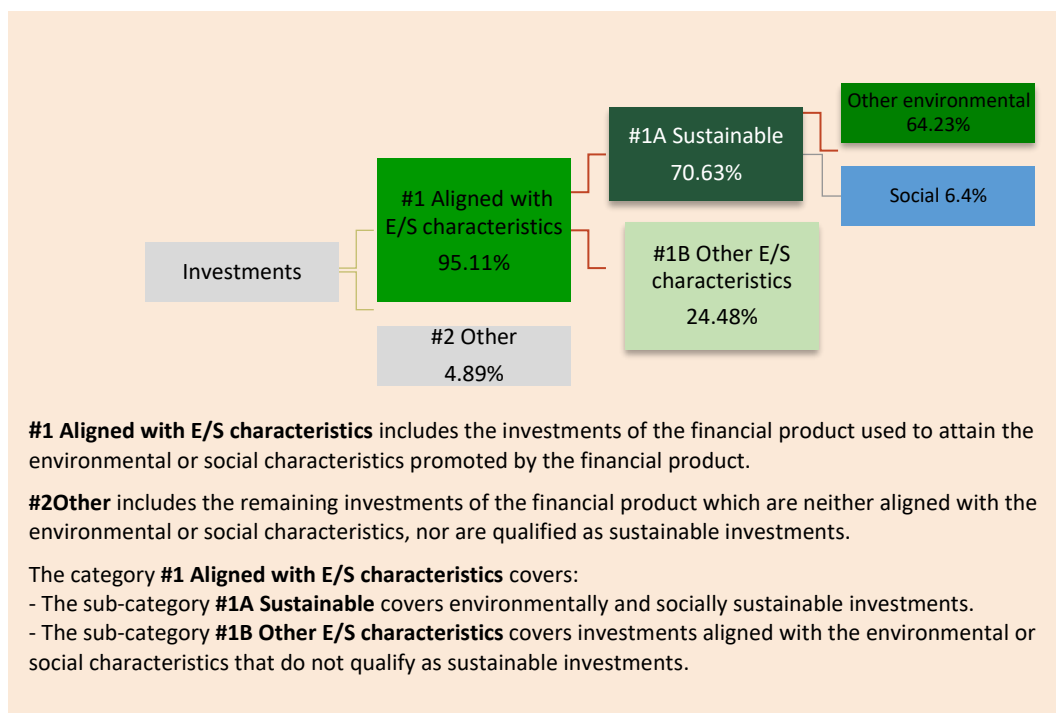 Other environmental
64.23%
#1A Sustainable
70.63%
Social 6.4%
#1 Aligned with
E/S characteristics
95.11%
#1B Other E/S
characteristics
24.48%
Investments
#2 Other
4.89%
#1 Aligned with E/S characteristics includes the investments of the financial product used to attain the
environmental or social characteristics promoted by the financial product.
#2Other includes the remaining investments of the financial product which are neither aligned with the
environmental or social characteristics, nor are qualified as sustainable investments.
The category #1 Aligned with E/S characteristics covers:
- The sub-category #1A Sustainable covers environmentally and socially sustainable investments.
- The sub-category #1B Other E/S characteristics covers investments aligned with the environmental or
social characteristics that do not qualify as sustainable investments.